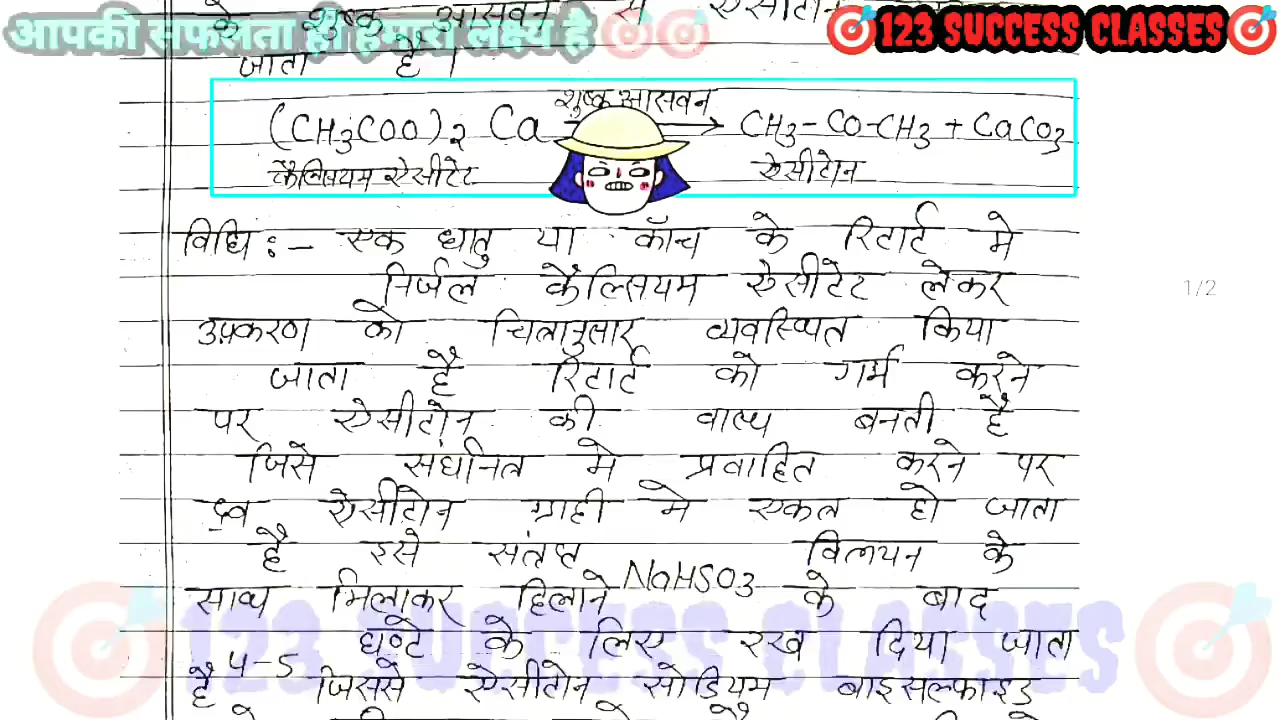 के शुष्क आसवन से ऐसीटोन
आपकी सफलता ही हमारा लक्ष्य है
123 SUCCESS CLASSES
जाता है।
शुष्क आसवन
(CH3COO)2 Ca → CH3-CO-CH3 + CaCO3
कैल्सियम ऐसीटेट ऐसीटोन
विधि :- एक धातु या काँच के रिटार्ट मे
निर्जल कैल्सियम ऐसीटेट लेकर
1/2
उपकरण को चित्रानुसार व्यवस्थित किया
जाता है रिटार्ट को गर्म करने
पर ऐसीटोन की वाष्प बनती है
जिसे संघनित मे प्रवाहित करने पर
द्रव ऐसीटोन ग्राही मे एकत्र हो जाता
है इसे संतृप्त विलयन के
साथ मिलाकर हिलाने NaHSO3 के बाद
123 SUCCESS CLASSES
घण्टे के लिए रख दिया जाता
है 4-5 जिससे ऐसीटोन सोडियम बाइसल्फाइड